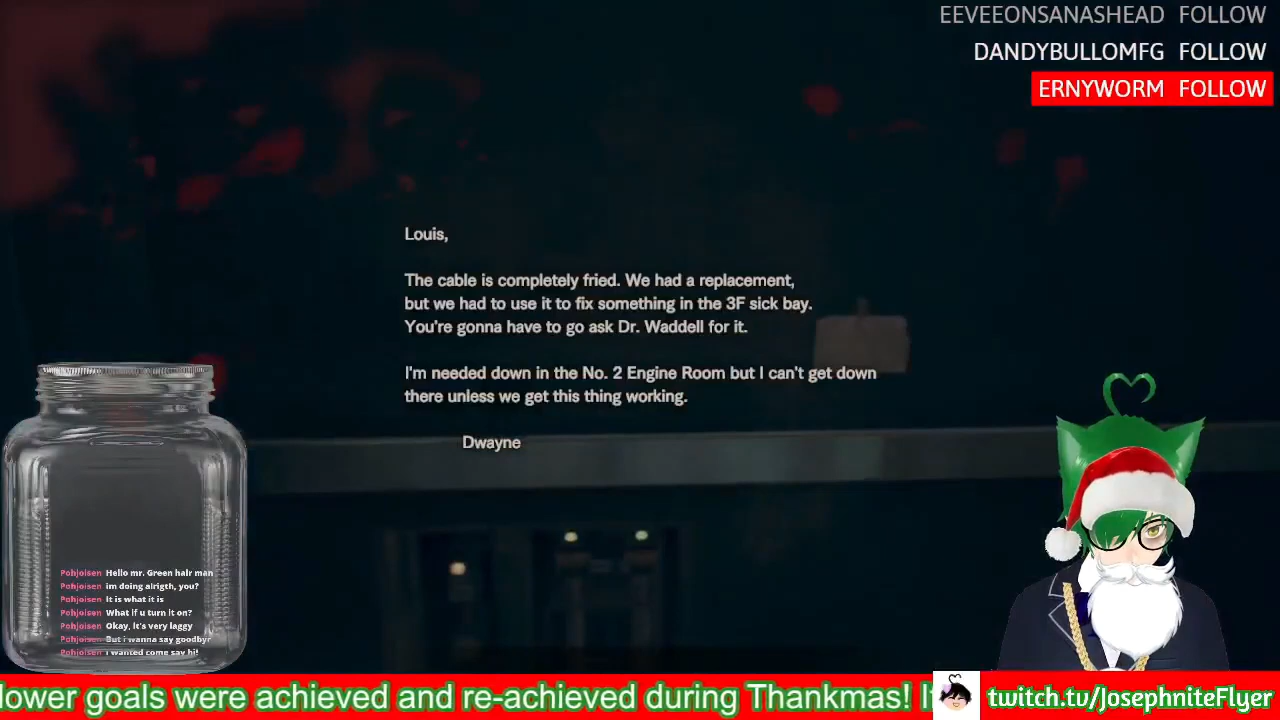 EEVEEONSANASHEAD FOLLOW
DANDYBULLOMFG FOLLOW
ERNYWORM FOLLOW
Louis,
The cable is completely fried. We had a replacement,
but we had to use it to fix something in the 3F sick bay.
You're gonna have to go ask Dr. Waddell for it.
I'm needed down in the No. 2 Engine Room but I can't get down
there unless we get this thing working.
Dwayne
Pohjoisen Hello mr. Green hair man
Pohjoisen im doing alrigth, you?
Pohjoisen It is what it is
Pohjoisen What if u turn it on?
Pohjoisen Okay, it's very laggy
Pohjoisen But i wanna say goodbye
Pohjoisen i wanted come say hi!
lower goals were achieved and re-achieved during Thankmas! It
twitch.tv/JosephniteFlyer